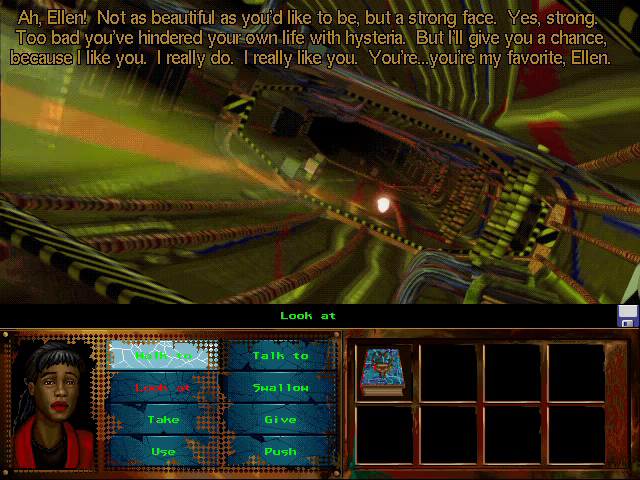 Ah, Ellen!  Not as beautiful as you'd like to be, but a strong face.  Yes, strong.
Too bad you've hindered your own life with hysteria.  But I'll give you a chance,
because I like you.  I really do.  I really like you.  You're...you're my favorite, Ellen.
Look at
Walk to
Talk to
Look at
Swallow
Take
Give
Use
Push